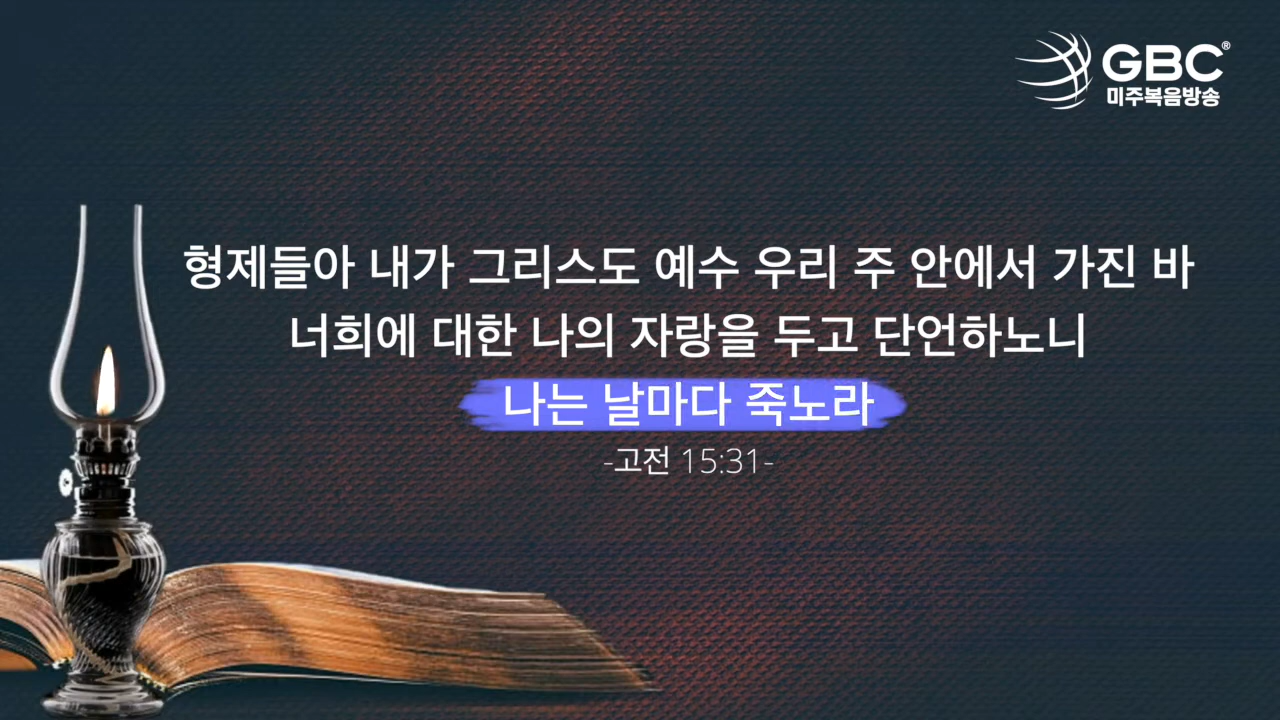 GBC®
미주복음방송
형제들아 내가 그리스도 예수 우리 주 안에서 가진 바
너희에 대한 나의 자랑을 두고 단언하노니
나는 날마다 죽노라
-고전 15:31-